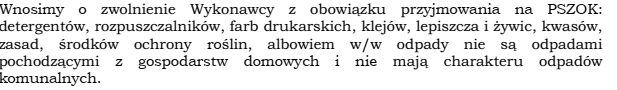 Wnosimy o zwolnienie Wykonawcy z obowiązku przyjmowania na PSZOK:
detergentów, rozpuszczalników, farb drukarskich, klejów, lepiszcza i żywic, kwasów,
zasad, środków ochrony roślin, albowiem w/w odpady nie są odpadami
pochodzącymi z gospodarstw domowych i nie mają charakteru odpadów
komunalnych.